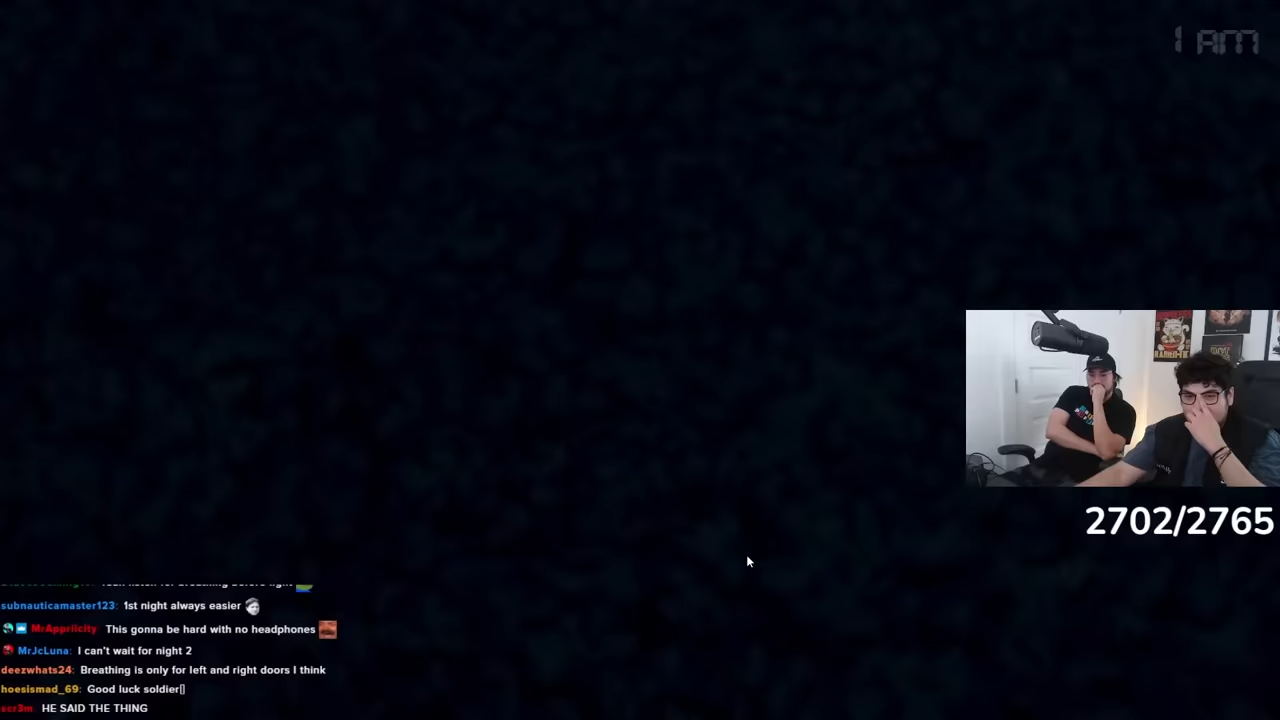 1 AM
2702/2765
subnauticamaster123: 1st night always easier
MrAppriicity This gonna be hard with no headphones
MrJcLuna: I can't wait for night 2
deezwhats24: Breathing is only for left and right doors I think
hoesismad_69: Good luck soldier
scr3m HE SAID THE THING